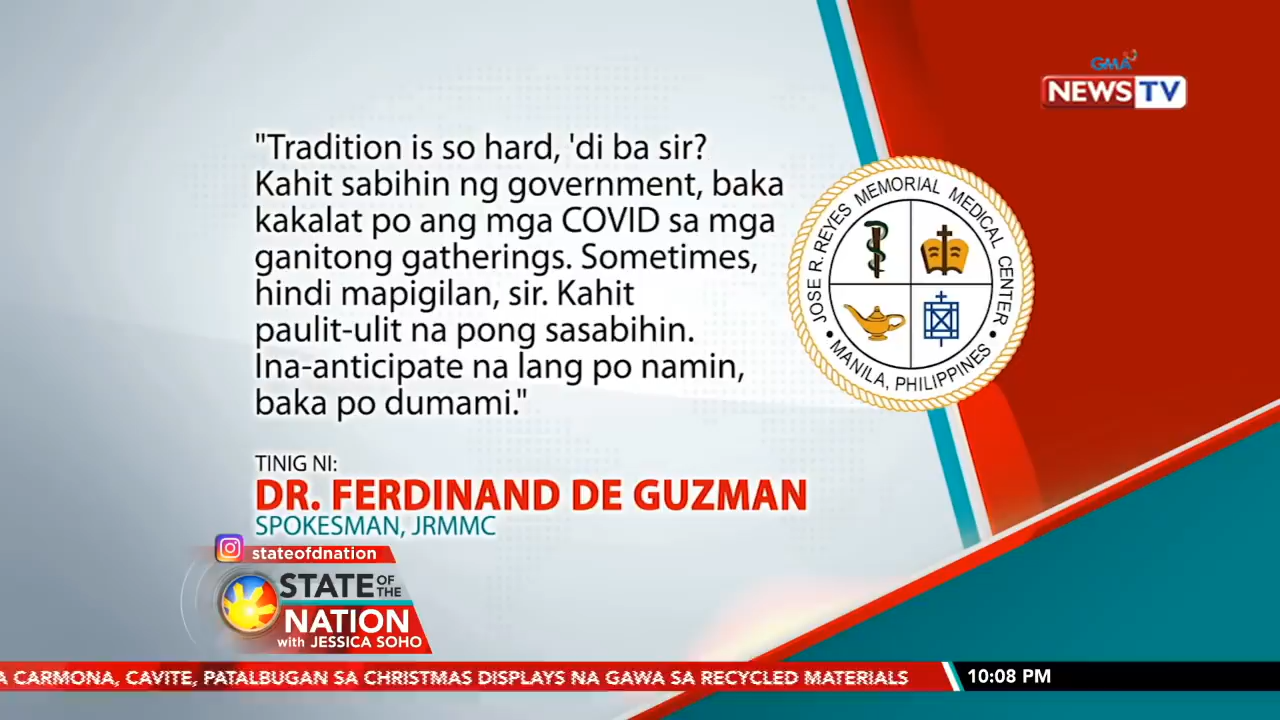 GMA
NEWS TV
"Tradition is so hard, 'di ba sir?
Kahit sabihin ng government, baka
kakalat po ang mga COVID sa mga
ganitong gatherings. Sometimes,
hindi mapigilan, sir. Kahit
paulit-ulit na pong sasabihin.
Ina-anticipate na lang po namin,
baka po dumami."
JOSE R. REYES MEMORIAL MEDICAL CENTER
MANILA, PHILIPPINES
TINIG NI:
DR. FERDINAND DE GUZMAN
SPOKESMAN, JRMMC
stateofdnation
STATE OF THE
NATION
with JESSICA SOHO
A CARMONA, CAVITE, PATALBUGAN SA CHRISTMAS DISPLAYS NA GAWA SA RECYCLED MATERIALS
10:08 PM